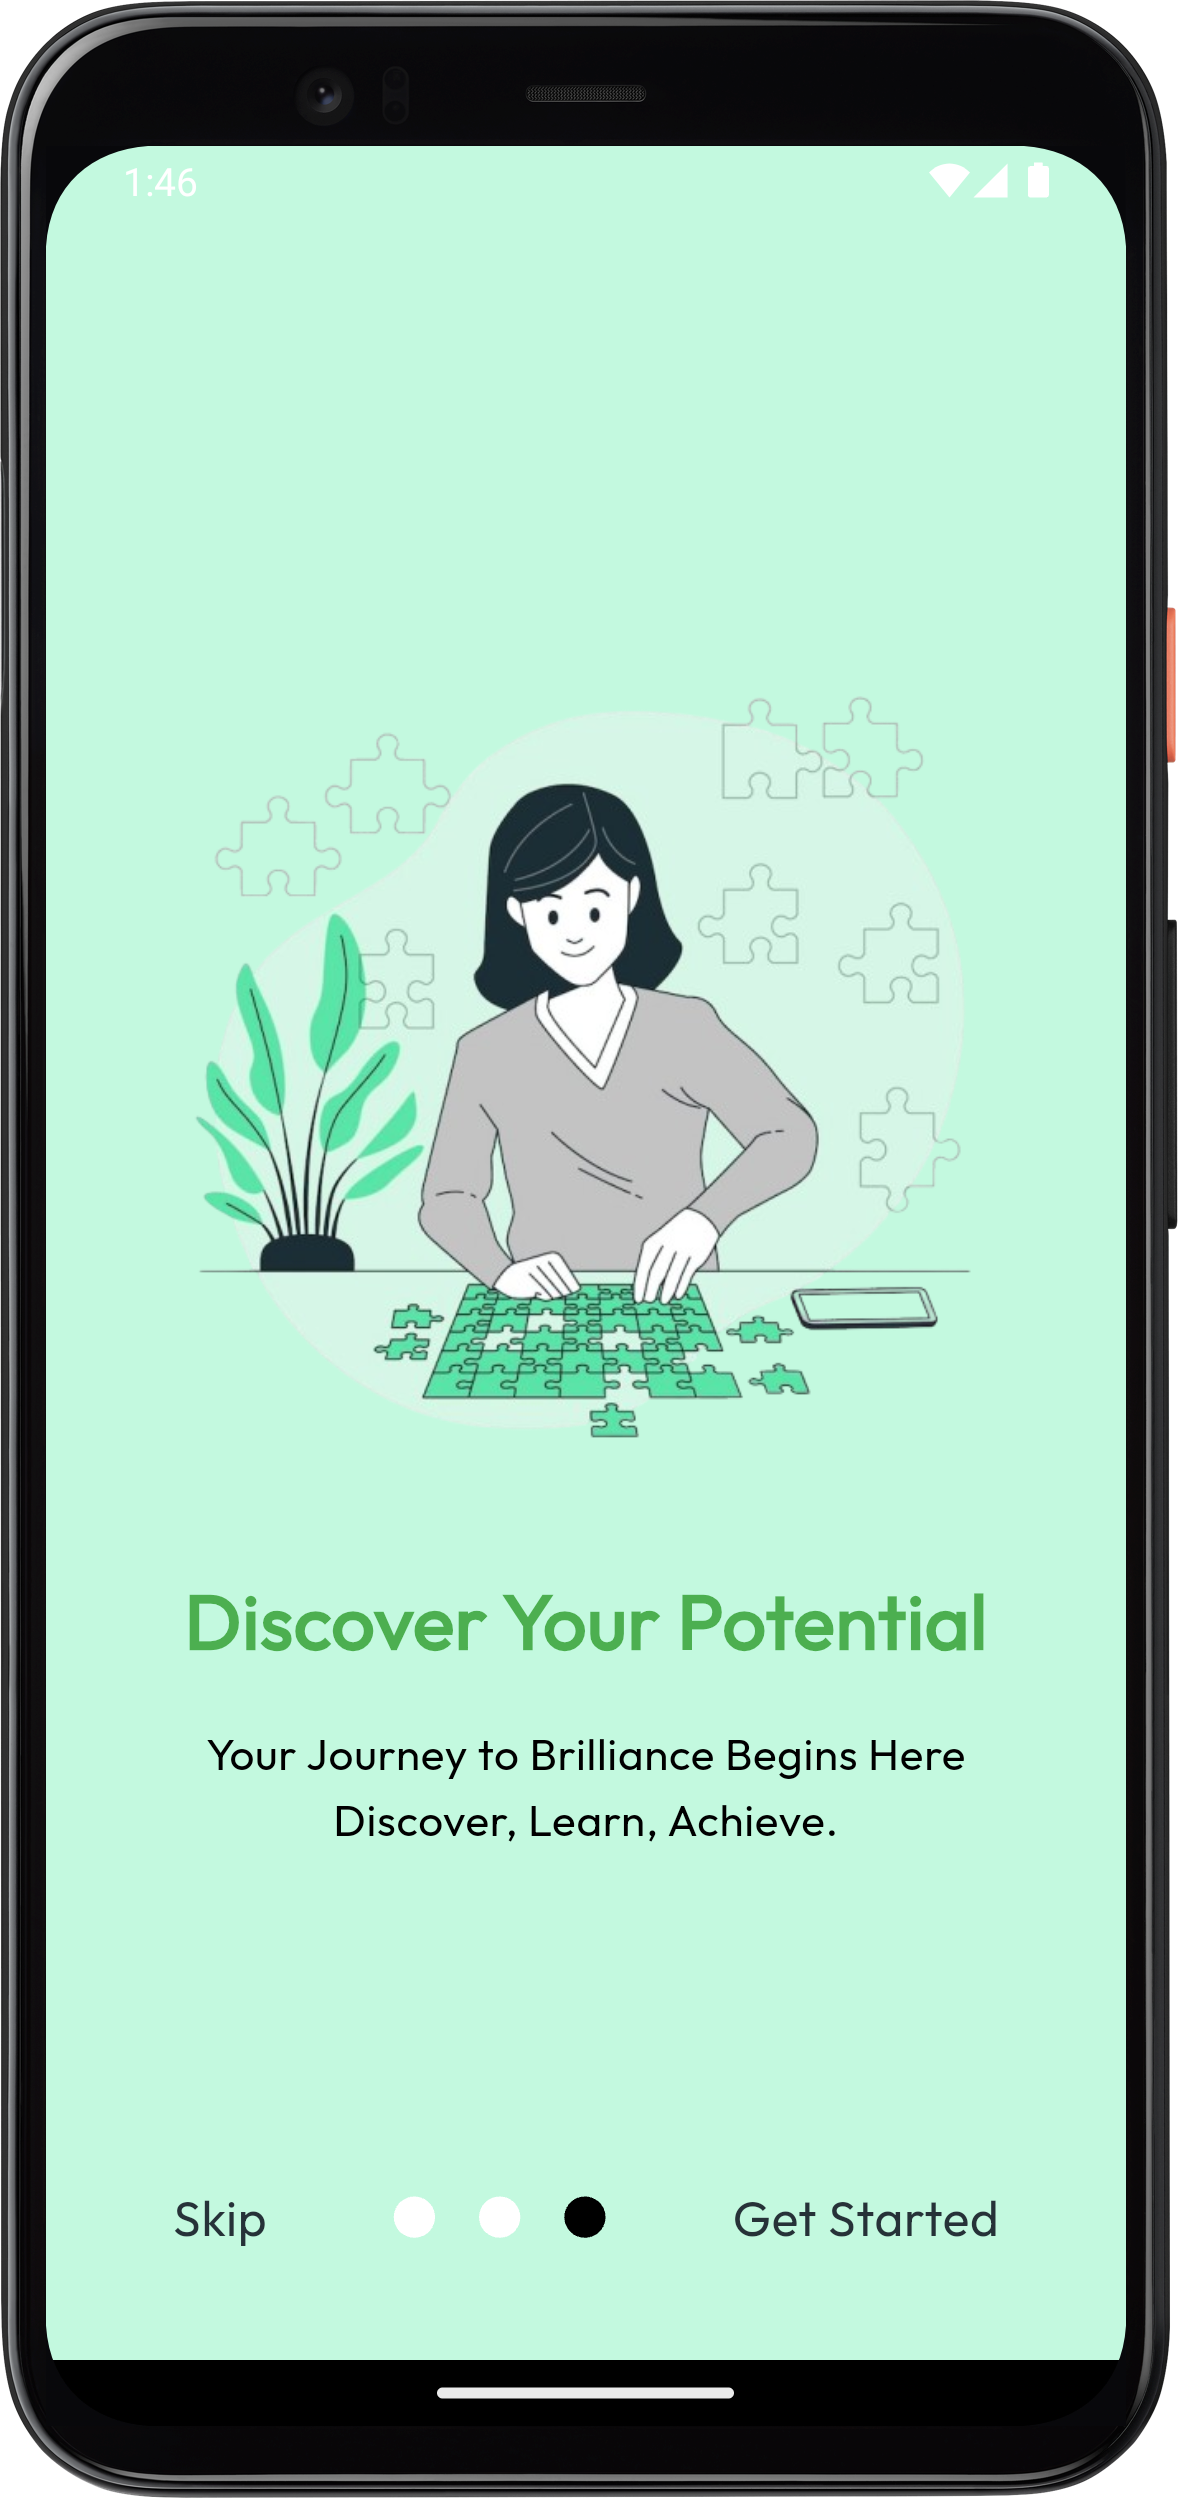 1:46
Discover Your Potential
Your Journey to Brilliance Begins Here
Discover, Learn, Achieve.
Skip
Get Started